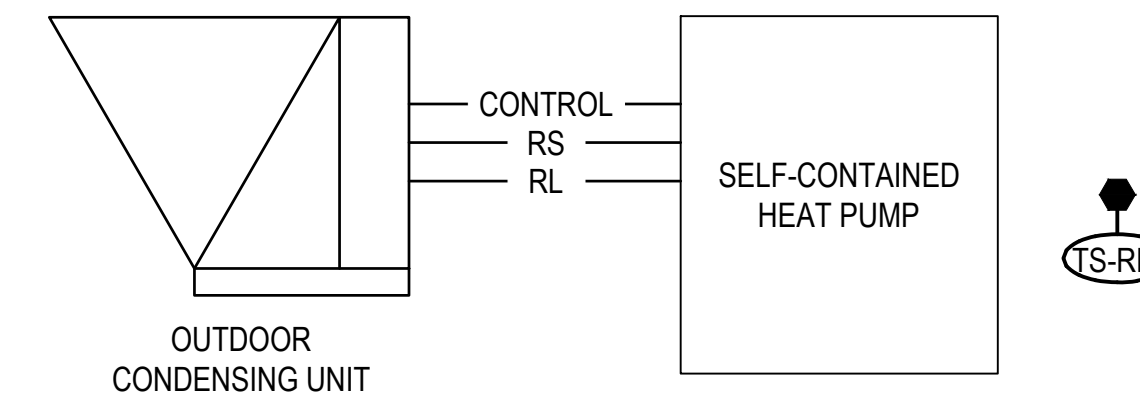 CONTROL
RS
RL
SELF-CONTAINED
HEAT PUMP
OUTDOOR
CONDENSING UNIT